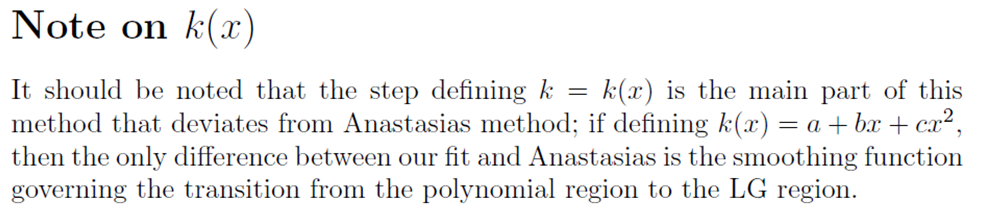 Note on k(x)
It should be noted that the step defining k = k(x) is the main part of this
method that deviates from Anastasias method; if defining k(x) = a + bx + cx²,
then the only difference between our fit and Anastasias is the smoothing function
governing the transition from the polynomial region to the LG region.